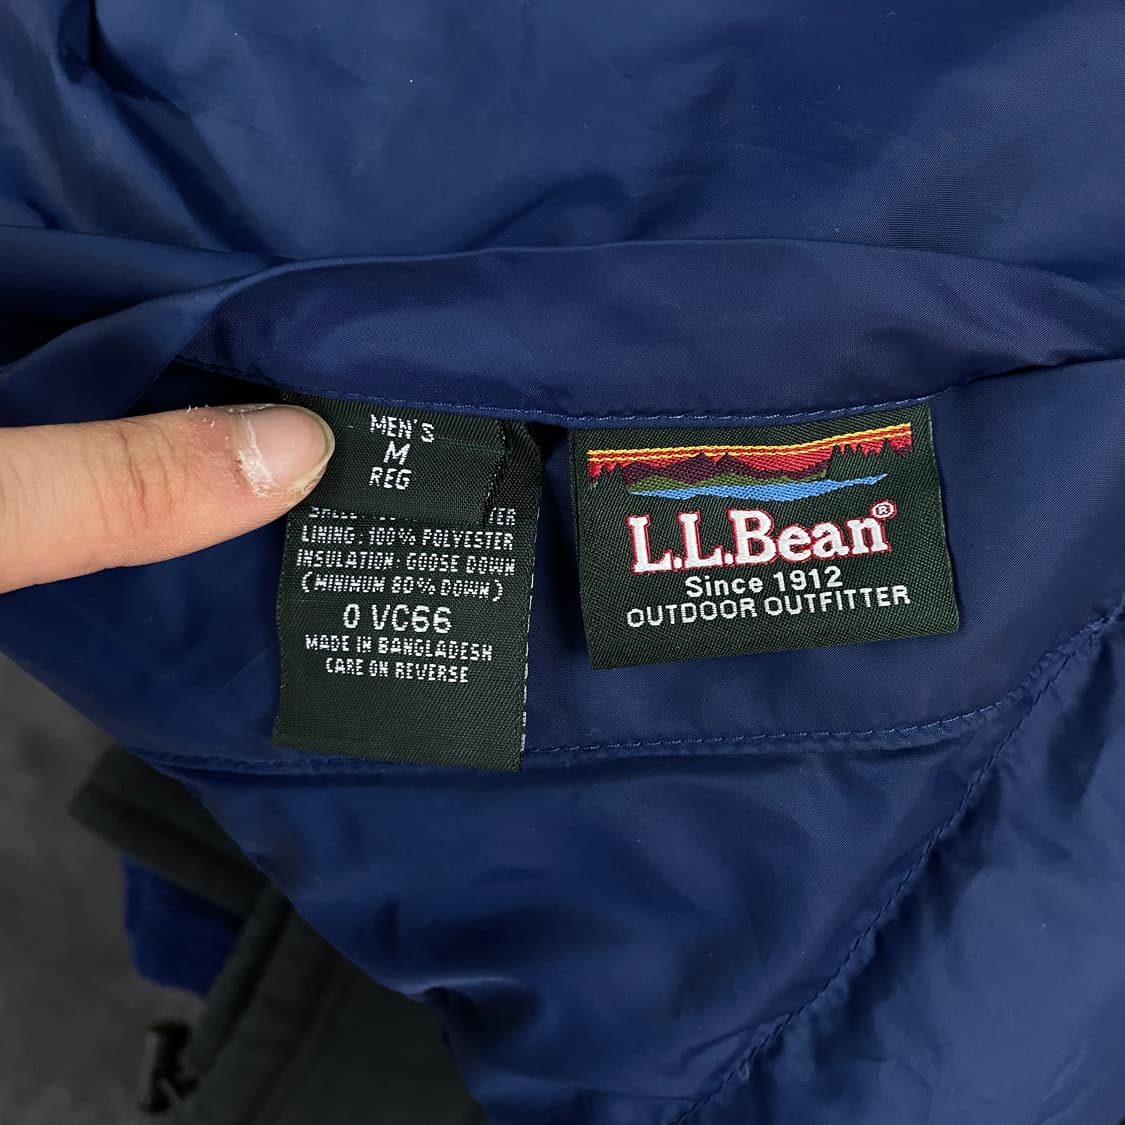 MEN'S
M
REG
LINING: 100% POLYESTER
INSULATION: GOOSE DOWN
(MINIMUM 80% DOWN)
0 VC66
MADE IN BANGLADESH
CARE ON REVERSE
L.L.Bean®
Since 1912
OUTDOOR OUTFITTER